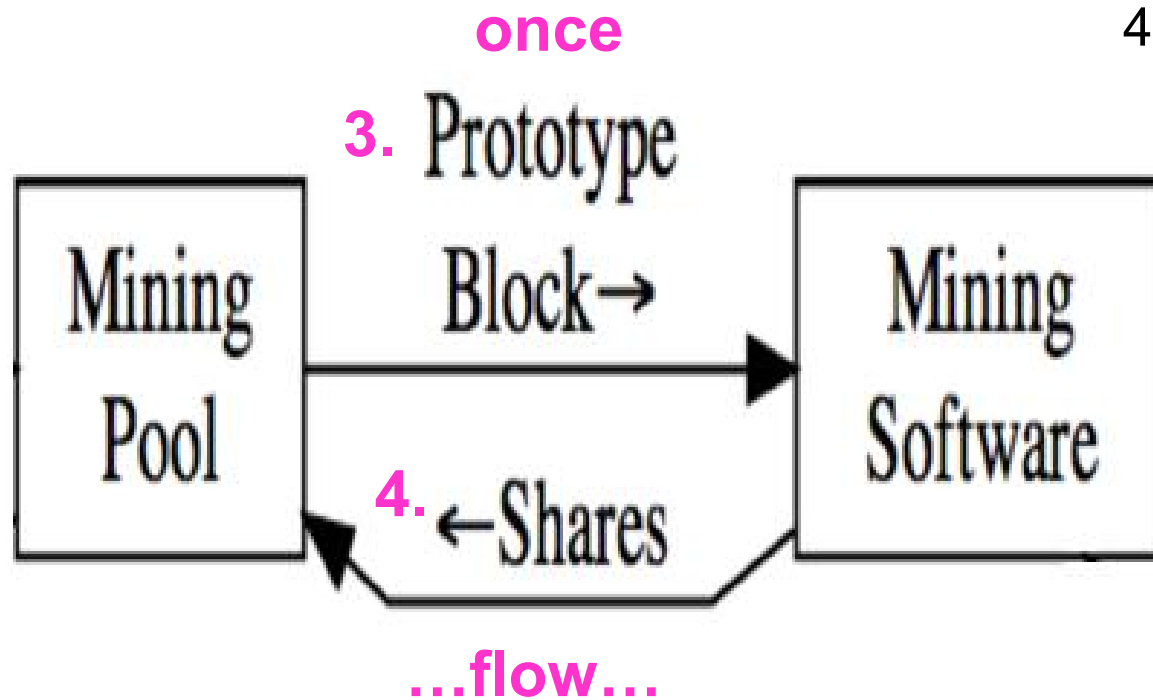 once
4
3. Prototype
Block→
Mining
Pool
Mining
Software
4. ←Shares
...flow...